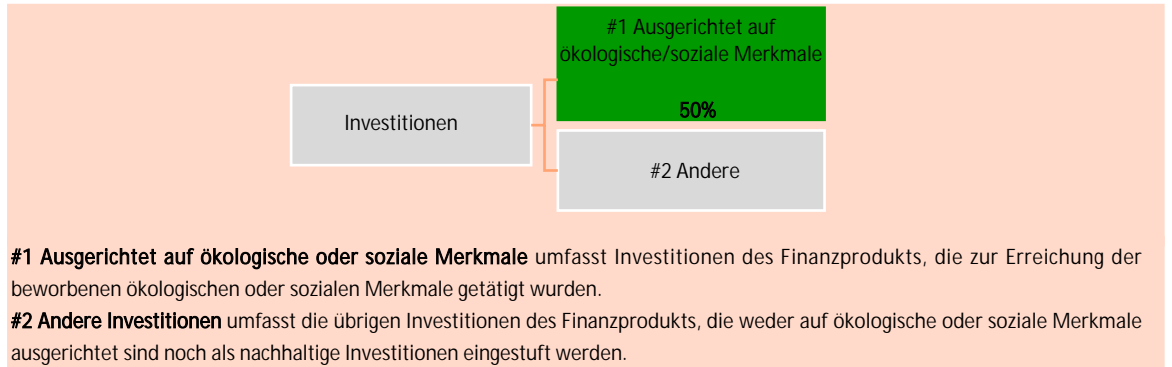 #1 Ausgerichtet auf
ökologische/soziale Merkmale
50%
Investitionen
#2 Andere
#1 Ausgerichtet auf ökologische oder soziale Merkmale umfasst Investitionen des Finanzprodukts, die zur Erreichung der
beworbenen ökologischen oder sozialen Merkmale getätigt wurden.
#2 Andere Investitionen umfasst die übrigen Investitionen des Finanzprodukts, die weder auf ökologische oder soziale Merkmale
ausgerichtet sind noch als nachhaltige Investitionen eingestuft werden.